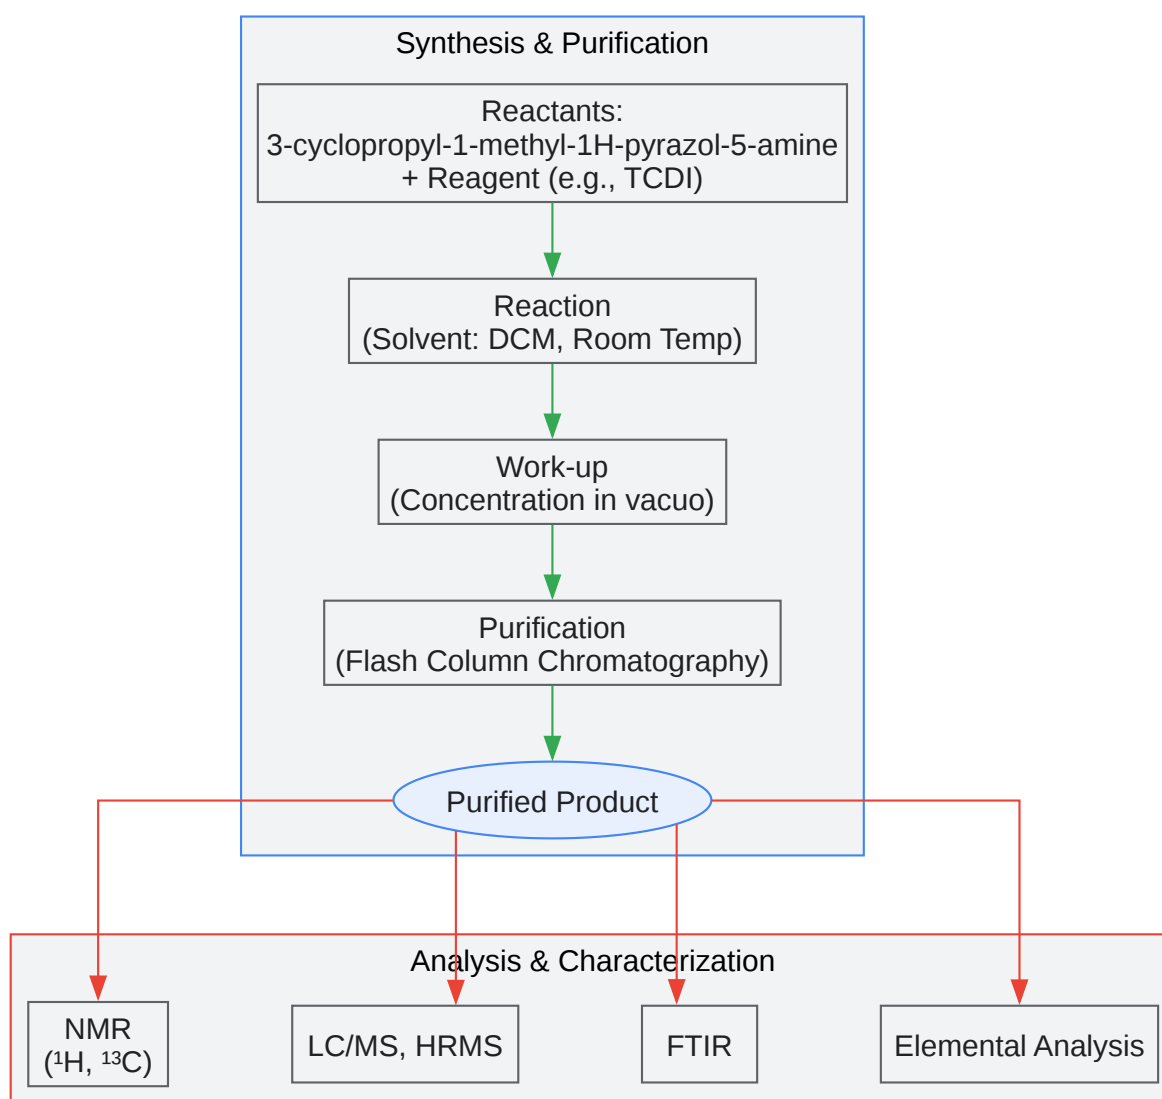 Synthesis & Purification
Reactants:
3-cyclopropyl-1-methyl-1H-pyrazol-5-amine
+ Reagent (e.g., TCDI)
Reaction
(Solvent: DCM, Room Temp)
Work-up
(Concentration in vacuo)
Purification
(Flash Column Chromatography)
Purified Product
Analysis & Characterization
NMR
(¹H, ¹³C)
LC/MS, HRMS
FTIR
Elemental Analysis